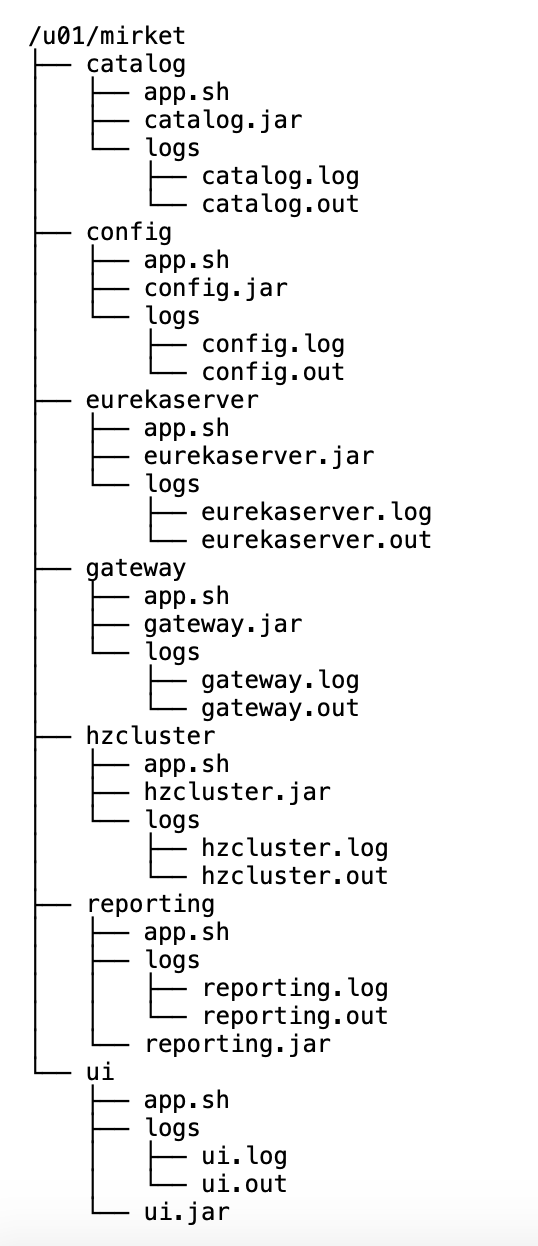 /u01/mirket
├── catalog
│   ├── app.sh
│   ├── catalog.jar
│   └── logs
│       ├── catalog.log
│       └── catalog.out
├── config
│   ├── app.sh
│   ├── config.jar
│   └── logs
│       ├── config.log
│       └── config.out
├── eurekaserver
│   ├── app.sh
│   ├── eurekaserver.jar
│   └── logs
│       ├── eurekaserver.log
│       └── eurekaserver.out
├── gateway
│   ├── app.sh
│   ├── gateway.jar
│   └── logs
│       ├── gateway.log
│       └── gateway.out
├── hzcluster
│   ├── app.sh
│   ├── hzcluster.jar
│   └── logs
│       ├── hzcluster.log
│       └── hzcluster.out
├── reporting
│   ├── app.sh
│   ├── logs
│   │   ├── reporting.log
│   │   └── reporting.out
│   └── reporting.jar
└── ui
    ├── app.sh
    ├── logs
    │   ├── ui.log
    │   └── ui.out
    └── ui.jar